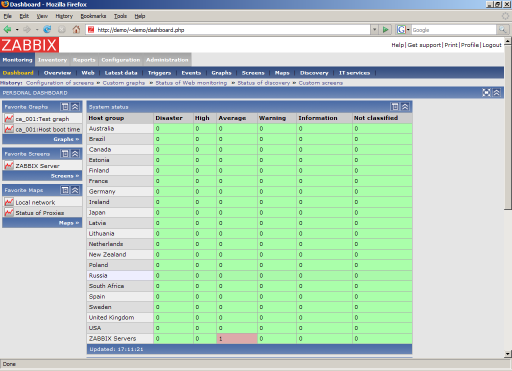 Dashboard - Mozilla Firefox
File Edit View History Bookmarks Tools Help
http://demo/~demo/dashboard.php Google
ZABBIX Help | Get support | Print | Profile | Logout
Monitoring Inventory Reports Configuration Administration
Dashboard Overview Web Latest data Triggers Events Graphs Screens Maps Discovery IT services
History: Configuration of screens » Custom graphs » Status of Web monitoring » Status of discovery » Custom screens
PERSONAL DASHBOARD
Favorite Graphs
ca_001:Test graph
ca_001:Host boot time
Graphs »
Favorite Screens
ZABBIX Server
Screens »
Favorite Maps
Local network
Status of Proxies
Maps »
System status
Host group Disaster High Average Warning Information Not classified
Australia 0 0 0 0 0 0
Brazil 0 0 0 0 0 0
Canada 0 0 0 0 0 0
Estonia 0 0 0 0 0 0
Finland 0 0 0 0 0 0
France 0 0 0 0 0 0
Germany 0 0 0 0 0 0
Ireland 0 0 0 0 0 0
Japan 0 0 0 0 0 0
Latvia 0 0 0 0 0 0
Lithuania 0 0 0 0 0 0
Netherlands 0 0 0 0 0 0
New Zealand 0 0 0 0 0 0
Poland 0 0 0 0 0 0
Russia 0 0 0 0 0 0
South Africa 0 0 0 0 0 0
Spain 0 0 0 0 0 0
Sweden 0 0 0 0 0 0
United Kingdom 0 0 0 0 0 0
USA 0 0 0 0 0 0
ZABBIX Servers 0 0 1 0 0 0
Updated: 17:11:21
Done